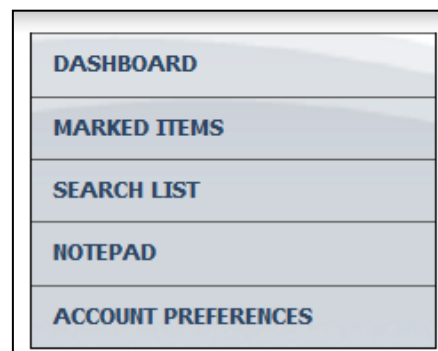 DASHBOARD
MARKED ITEMS
SEARCH LIST
NOTEPAD
ACCOUNT PREFERENCES